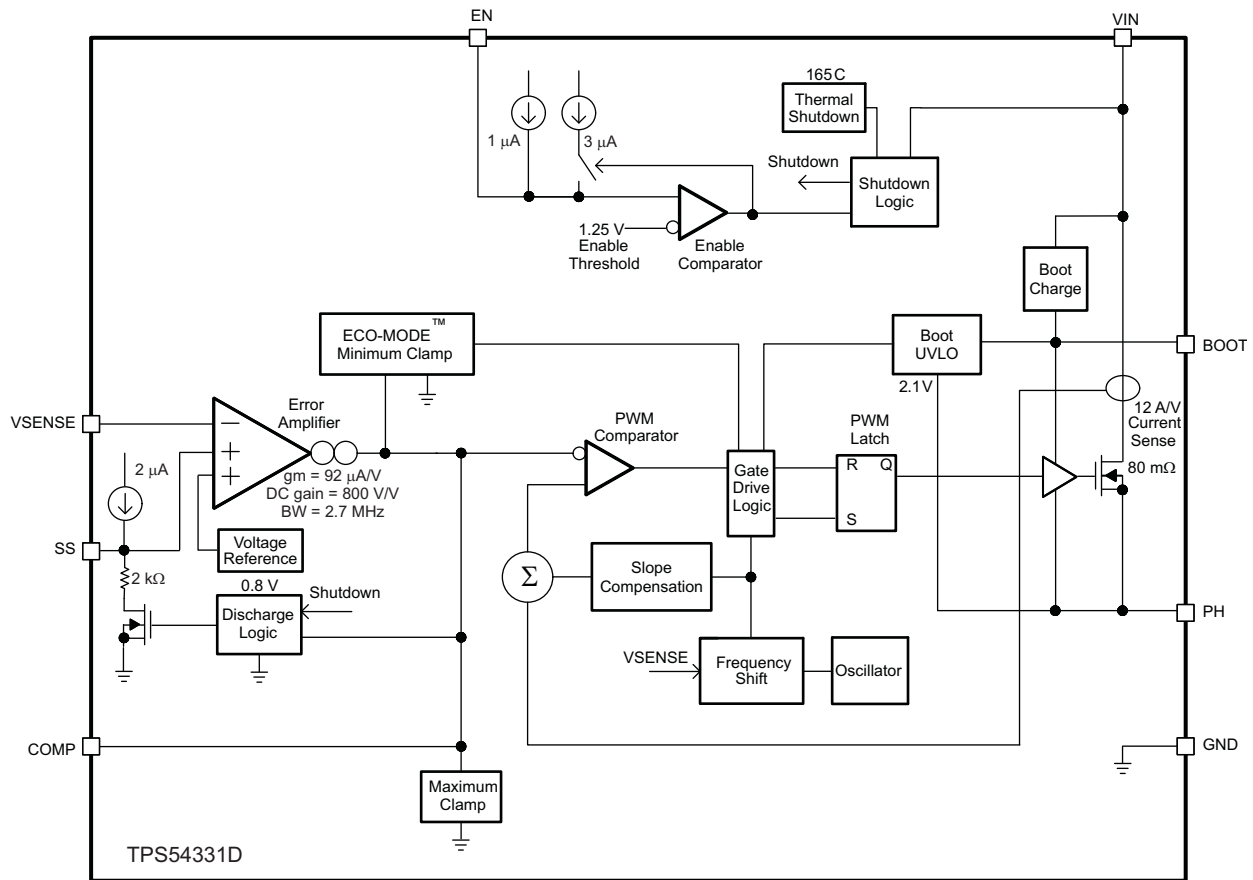 EN
VIN
165C
Thermal
Shutdown
1 μA
3 μA
Shutdown
Shutdown
Logic
1.25 V
Enable
Threshold
Enable
Comparator
Boot
Charge
ECO-MODE™
Minimum Clamp
Boot
UVLO
2.1V
BOOT
VSENSE
Error
Amplifier
PWM
Comparator
PWM
Latch
12 A/V
Current
Sense
80 mΩ
2 μA
gm = 92 μA/V
DC gain = 800 V/V
BW = 2.7 MHz
Gate
Drive
Logic
R
Q
S
SS
Voltage
Reference
2 kΩ
0.8 V
Shutdown
Discharge
Logic
Σ
Slope
Compensation
PH
VSENSE
Frequency
Shift
Oscillator
COMP
GND
Maximum
Clamp
TPS54331D